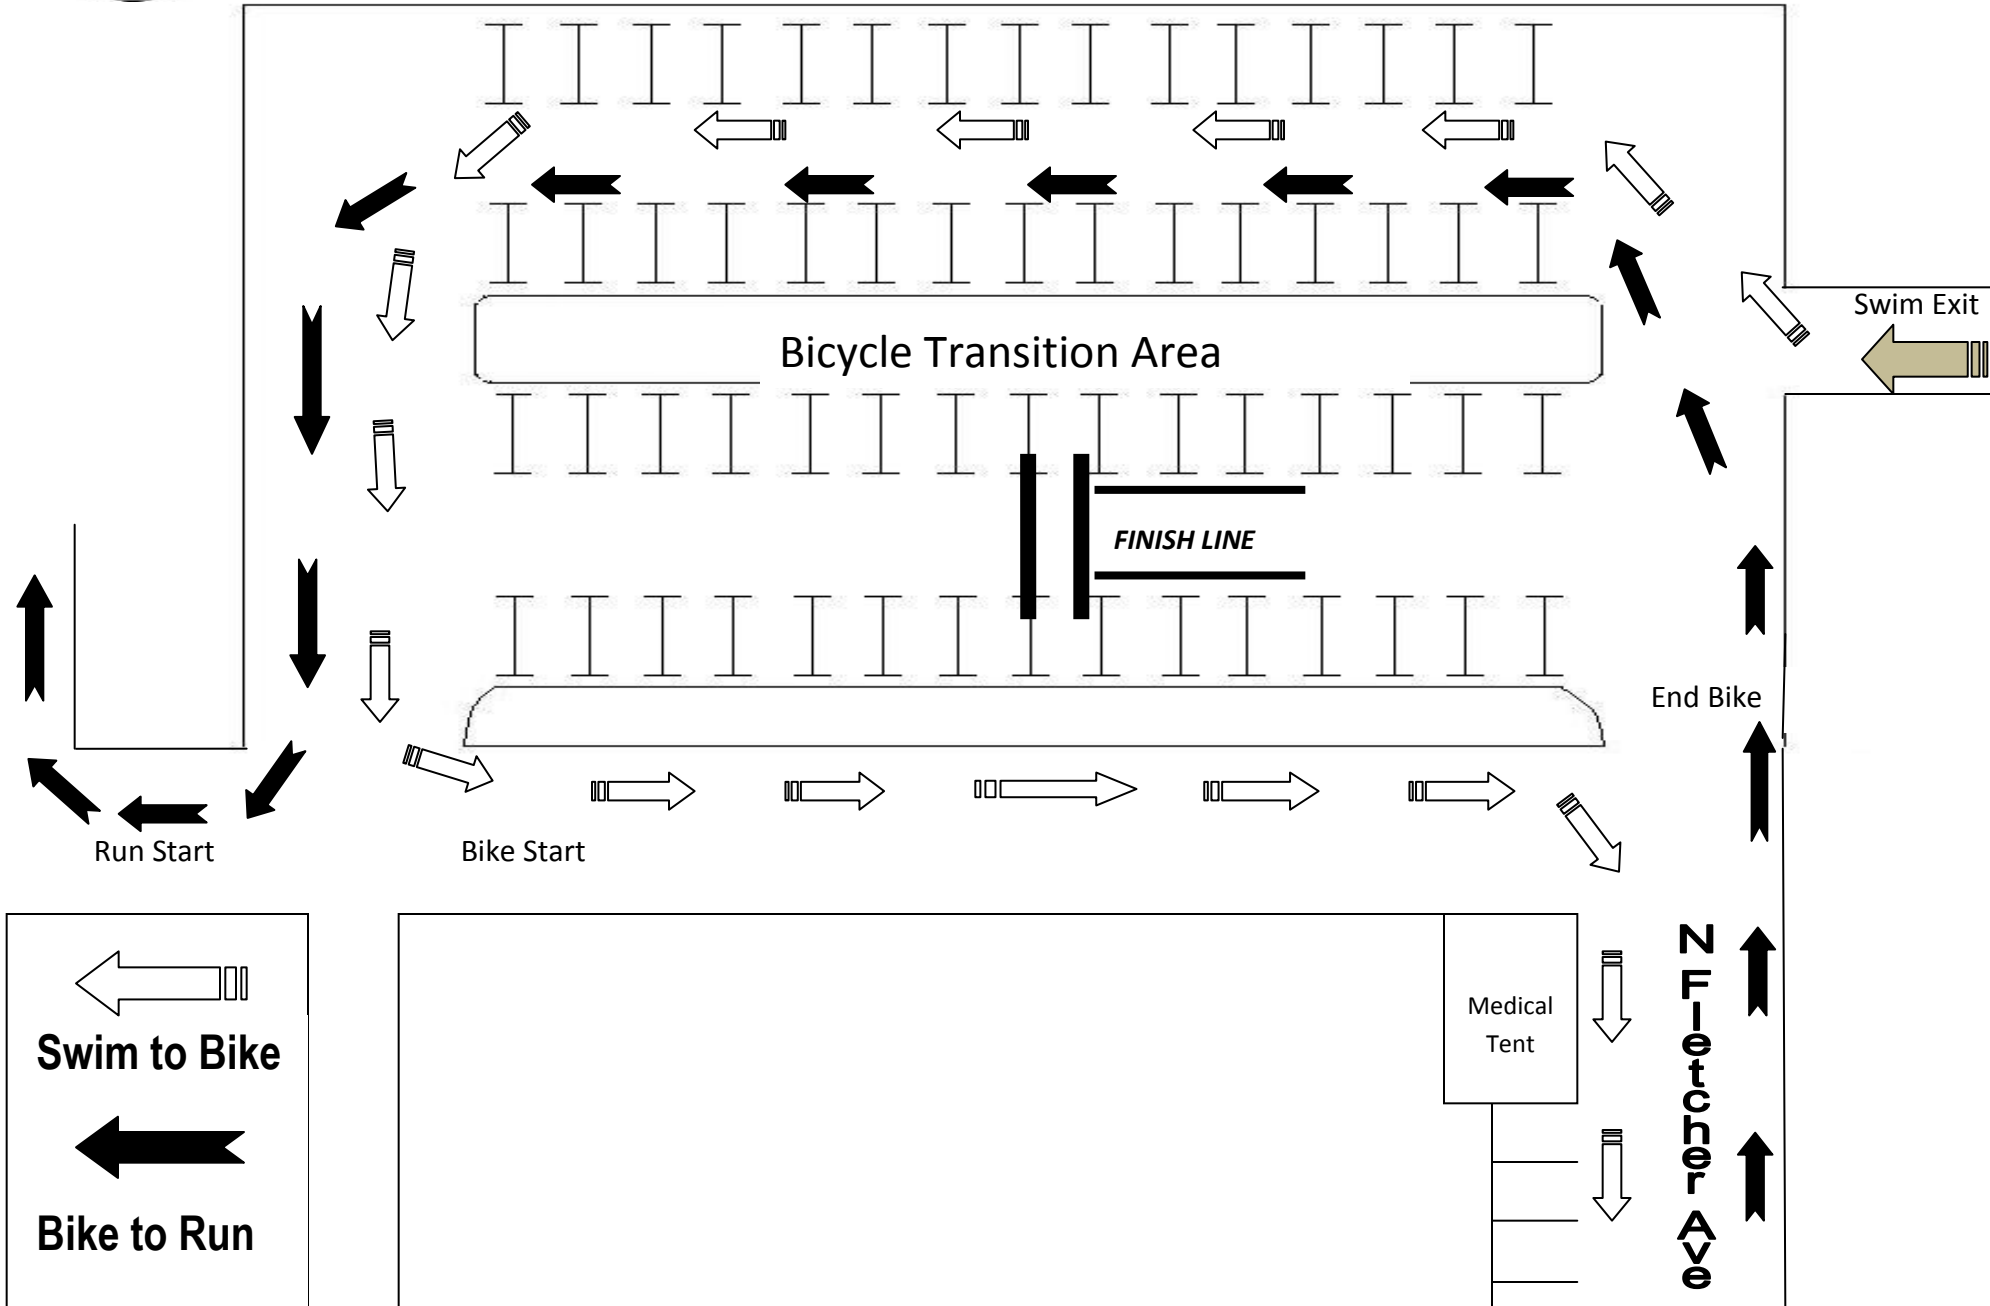 Swim Exit
Bicycle Transition Area
FINISH LINE
End Bike
Run Start
Bike Start
Medical
Tent
N Fletcher Ave
Swim to Bike
Bike to Run